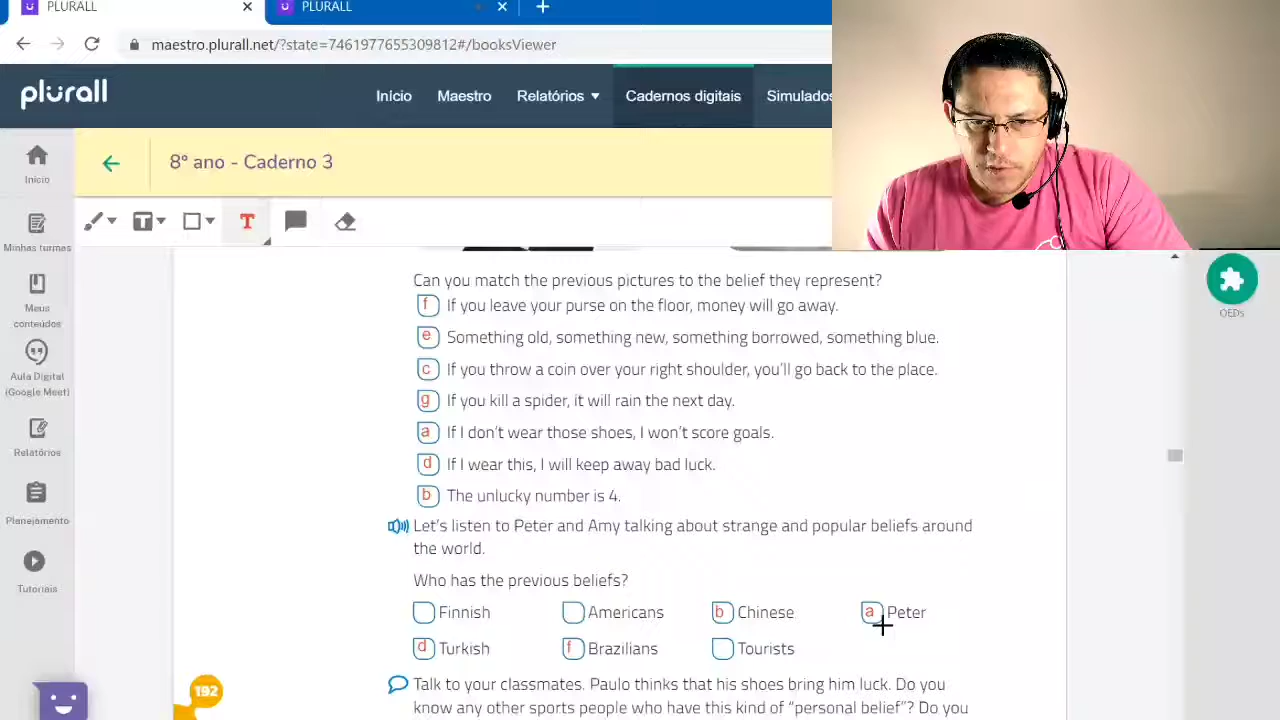 PLURALL
PLURALL
maestro.plurall.net/?state=7461977655309812#/booksViewer
plurall
Início
Maestro
Relatórios
Cadernos digitais
Simulados
Início
8º ano - Caderno 3
Minhas turmas
T
T
Meus
conteúdos
Can you match the previous pictures to the belief they represent?
f If you leave your purse on the floor, money will go away.
OEDs
e Something old, something new, something borrowed, something blue.
Aula Digital
(Google Meet)
c If you throw a coin over your right shoulder, you'll go back to the place.
g If you kill a spider, it will rain the next day.
a If I don't wear those shoes, I won't score goals.
Relatórios
d If I wear this, I will keep away bad luck.
b The unlucky number is 4.
Planejamento
Let's listen to Peter and Amy talking about strange and popular beliefs around
the world.
Tutoriais
Who has the previous beliefs?
Finnish Americans b Chinese a Peter
d Turkish f Brazilians Tourists
192
Talk to your classmates. Paulo thinks that his shoes bring him luck. Do you
know any other sports people who have this kind of “personal belief”? Do you